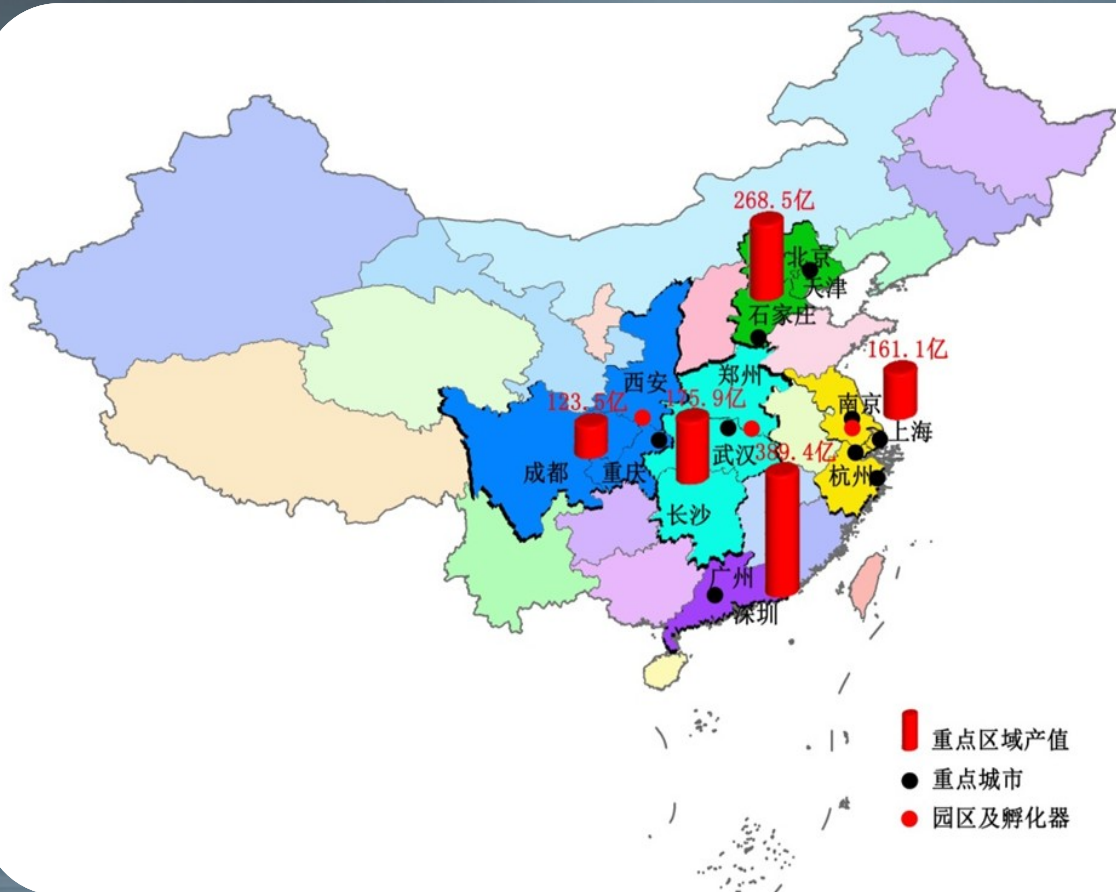 268.5亿
北京
天津
石家庄
161.1亿
郑州
西安
123.5亿
175.9亿
南京
上海
武汉
389.4亿
成都
重庆
杭州
长沙
广州
深圳
重点区域产值
重点城市
园区及孵化器